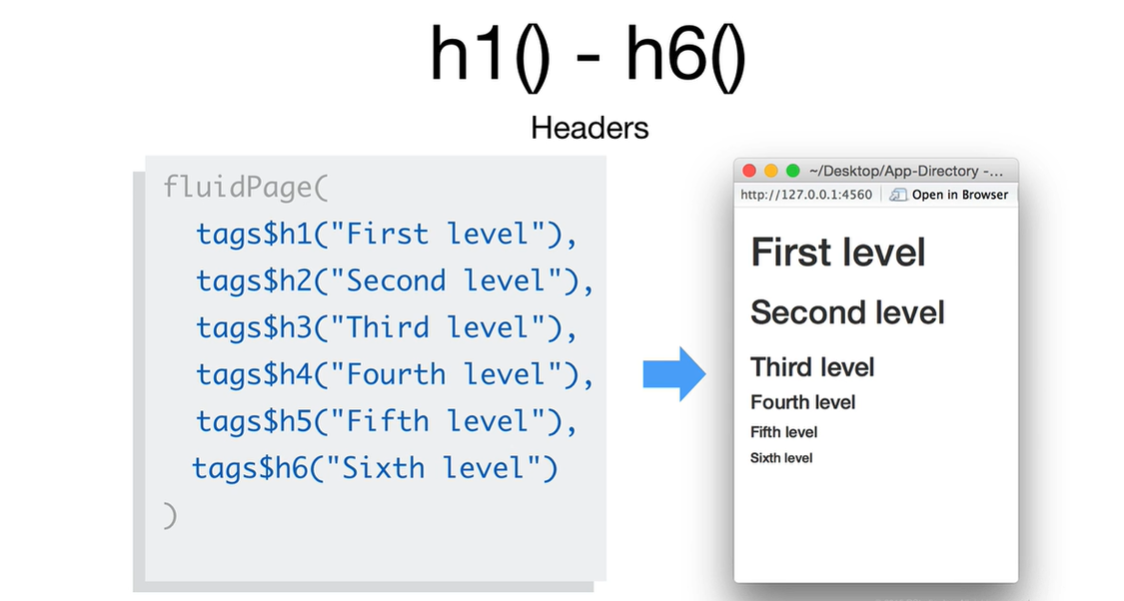 h1() - h6()
Headers
fluidPage(
tags$h1("First level"),
tags$h2("Second level"),
tags$h3("Third level"),
tags$h4("Fourth level"),
tags$h5("Fifth level"),
tags$h6("Sixth level")
)
~/Desktop/App-Directory -...
http://127.0.0.1:4560 Open in Browser
First level
Second level
Third level
Fourth level
Fifth level
Sixth level